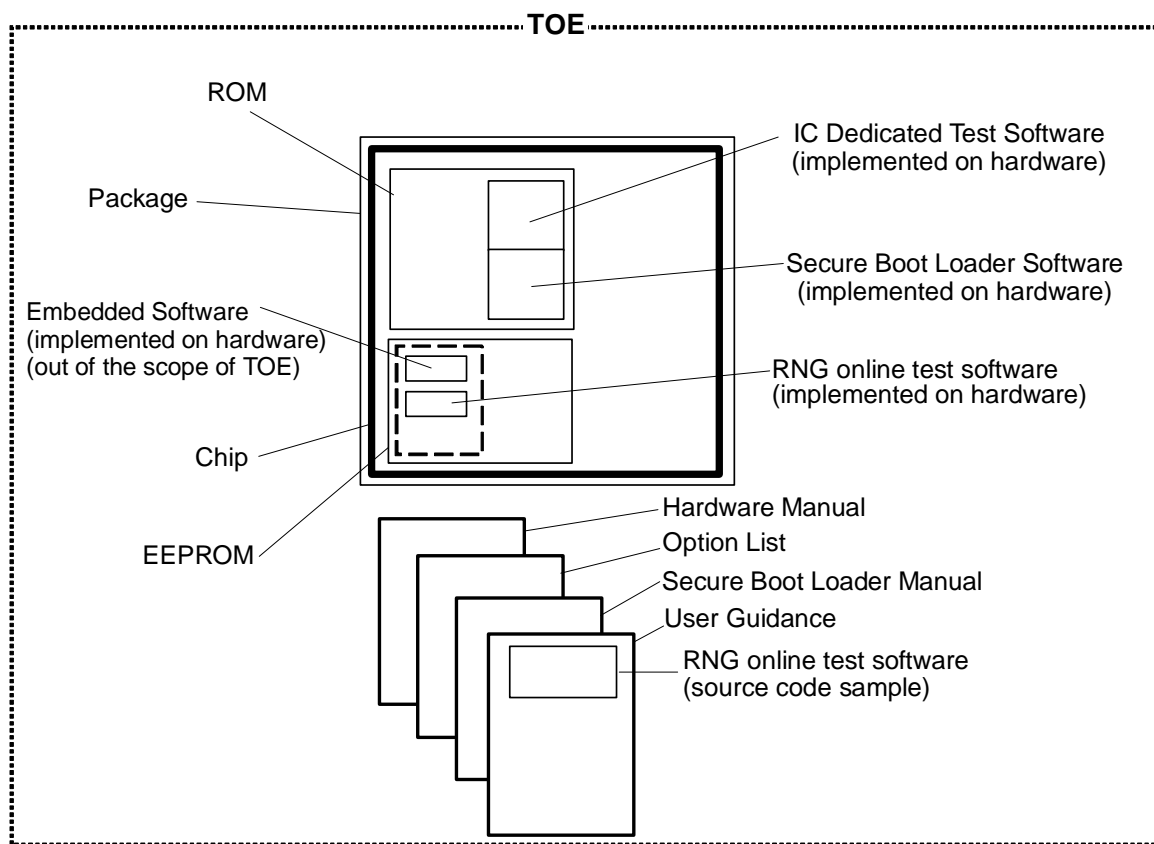 TOE
ROM
IC Dedicated Test Software
(implemented on hardware)
Package
Secure Boot Loader Software
(implemented on hardware)
Embedded Software
(implemented on hardware)
(out of the scope of TOE)
RNG online test software
(implemented on hardware)
Chip
EEPROM
Hardware Manual
Option List
Secure Boot Loader Manual
User Guidance
RNG online test software
(source code sample)